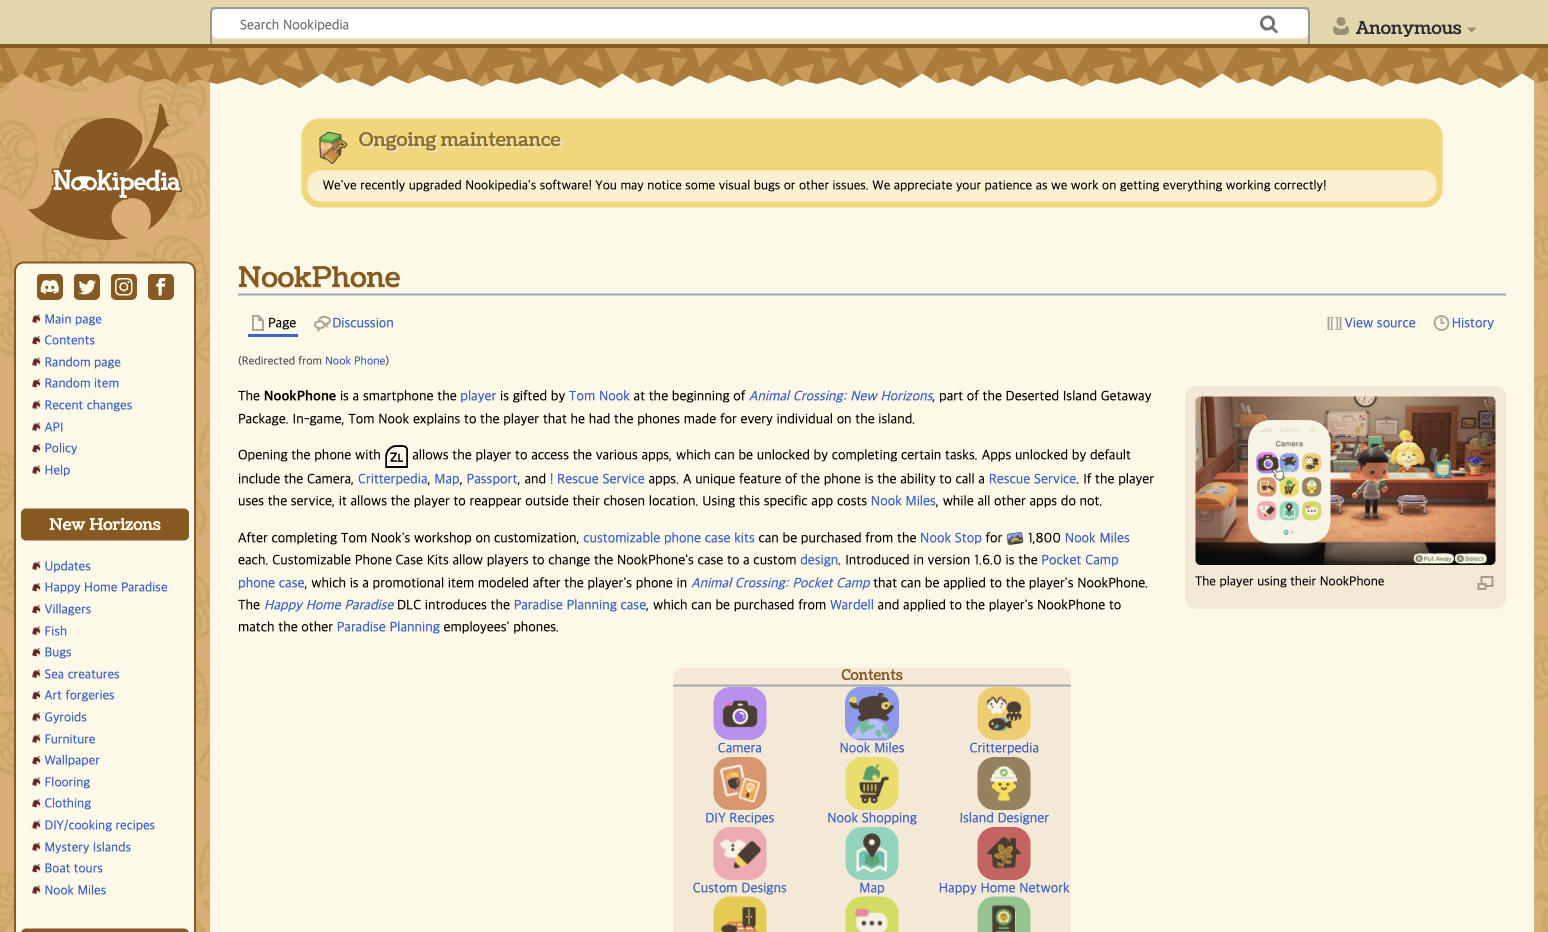 Search Nookipedia
Anonymous
Nookipedia
Ongoing maintenance
We've recently upgraded Nookipedia's software! You may notice some visual bugs or other issues. We appreciate your patience as we work on getting everything working correctly!
Main page
Contents
Random page
Random item
Recent changes
API
Policy
Help
New Horizons
Updates
Happy Home Paradise
Villagers
Fish
Bugs
Sea creatures
Art forgeries
Gyroids
Furniture
Wallpaper
Flooring
Clothing
DIY/cooking recipes
Mystery Islands
Boat tours
Nook Miles
NookPhone
Page Discussion View source History
(Redirected from Nook Phone)
The NookPhone is a smartphone the player is gifted by Tom Nook at the beginning of Animal Crossing: New Horizons, part of the Deserted Island Getaway
Package. In-game, Tom Nook explains to the player that he had the phones made for every individual on the island.
Opening the phone with ZL allows the player to access the various apps, which can be unlocked by completing certain tasks. Apps unlocked by default
include the Camera, Critterpedia, Map, Passport, and ! Rescue Service apps. A unique feature of the phone is the ability to call a Rescue Service. If the player
uses the service, it allows the player to reappear outside their chosen location. Using this specific app costs Nook Miles, while all other apps do not.
After completing Tom Nook's workshop on customization, customizable phone case kits can be purchased from the Nook Stop for 1,800 Nook Miles
each. Customizable Phone Case Kits allow players to change the NookPhone's case to a custom design. Introduced in version 1.6.0 is the Pocket Camp
phone case, which is a promotional item modeled after the player's phone in Animal Crossing: Pocket Camp that can be applied to the player's NookPhone.
The Happy Home Paradise DLC introduces the Paradise Planning case, which can be purchased from Wardell and applied to the player's NookPhone to
match the other Paradise Planning employees' phones.
Camera
Put Away Select
The player using their NookPhone
Contents
Camera Nook Miles Critterpedia
DIY Recipes Nook Shopping Island Designer
Custom Designs Map Happy Home Network